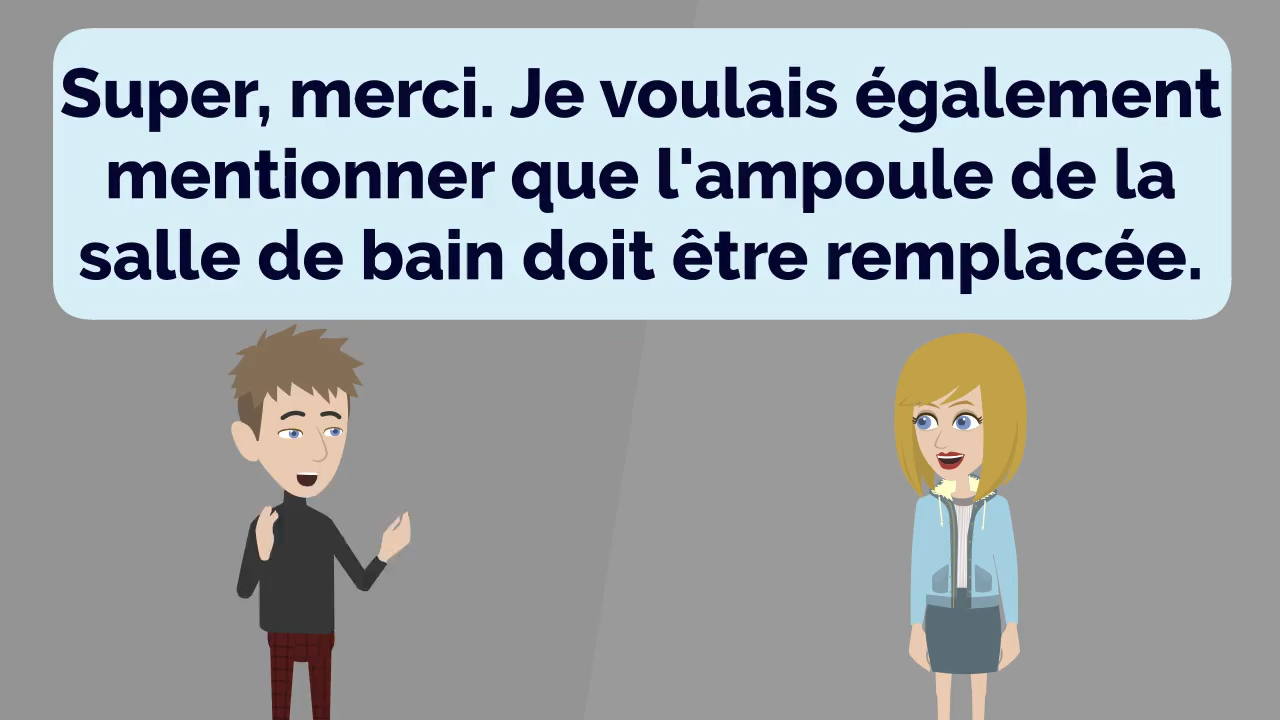 Super, merci. Je voulais également
mentionner que l'ampoule de la
salle de bain doit être remplacée.